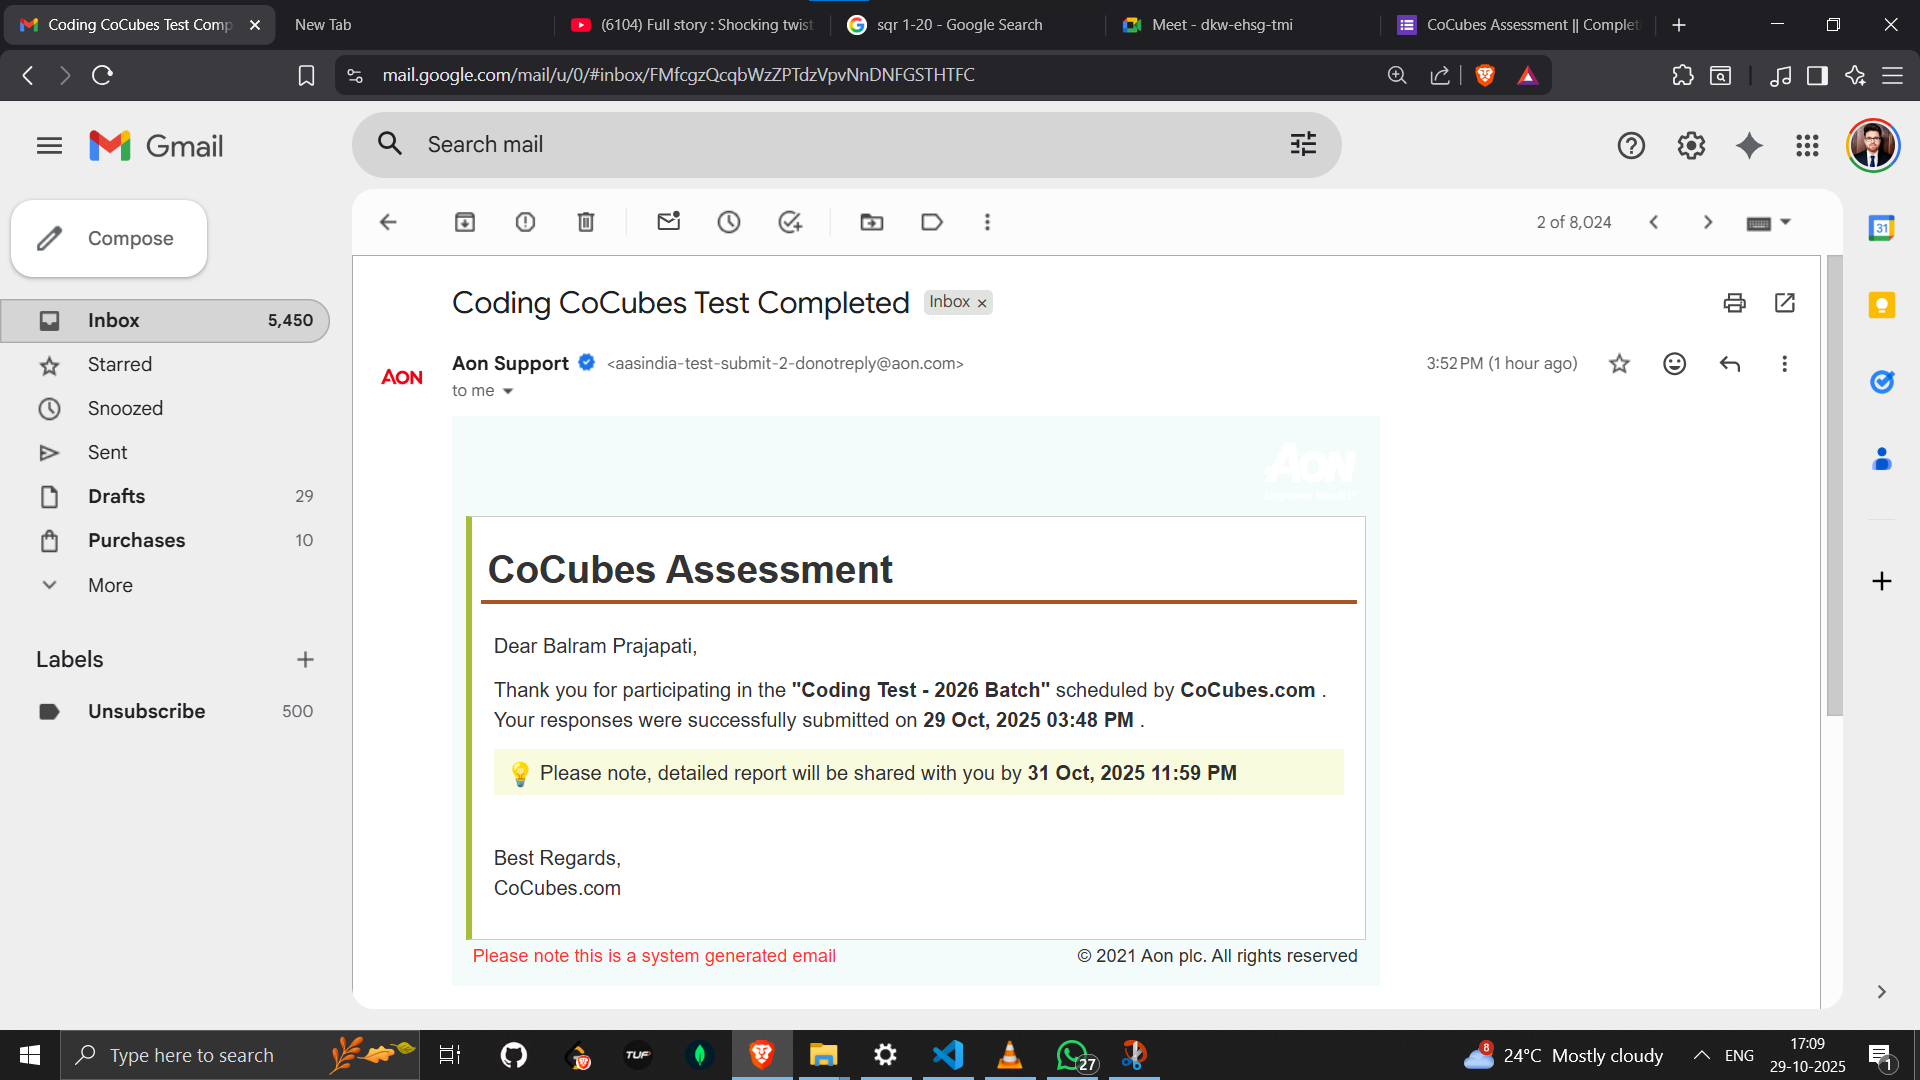 Coding CoCubes Test Comp
New Tab
(6104) Full story : Shocking twist
sqr 1-20 - Google Search
Meet - dkw-ehsg-tmi
CoCubes Assessment || Complet
mail.google.com/mail/u/0/#inbox/FMfcgzQcqbWzZPTdzVpvNnDNFGSTHTFC
Gmail
Search mail
Compose
2 of 8,024
Inbox 5,450
Starred
Snoozed
Sent
Drafts 29
Purchases 10
More
Labels
Unsubscribe 500
Coding CoCubes Test Completed Inbox
AON
Aon Support <aasindia-test-submit-2-donotreply@aon.com> 3:52 PM (1 hour ago)
to me
AON
CoCubes Assessment
Dear Balram Prajapati,
Thank you for participating in the "Coding Test - 2026 Batch" scheduled by CoCubes.com .
Your responses were successfully submitted on 29 Oct, 2025 03:48 PM .
Please note, detailed report will be shared with you by 31 Oct, 2025 11:59 PM
Best Regards,
CoCubes.com
Please note this is a system generated email © 2021 Aon plc. All rights reserved
31
Type here to search
TUF
27
8
24°C Mostly cloudy
ENG
17:09
29-10-2025
1